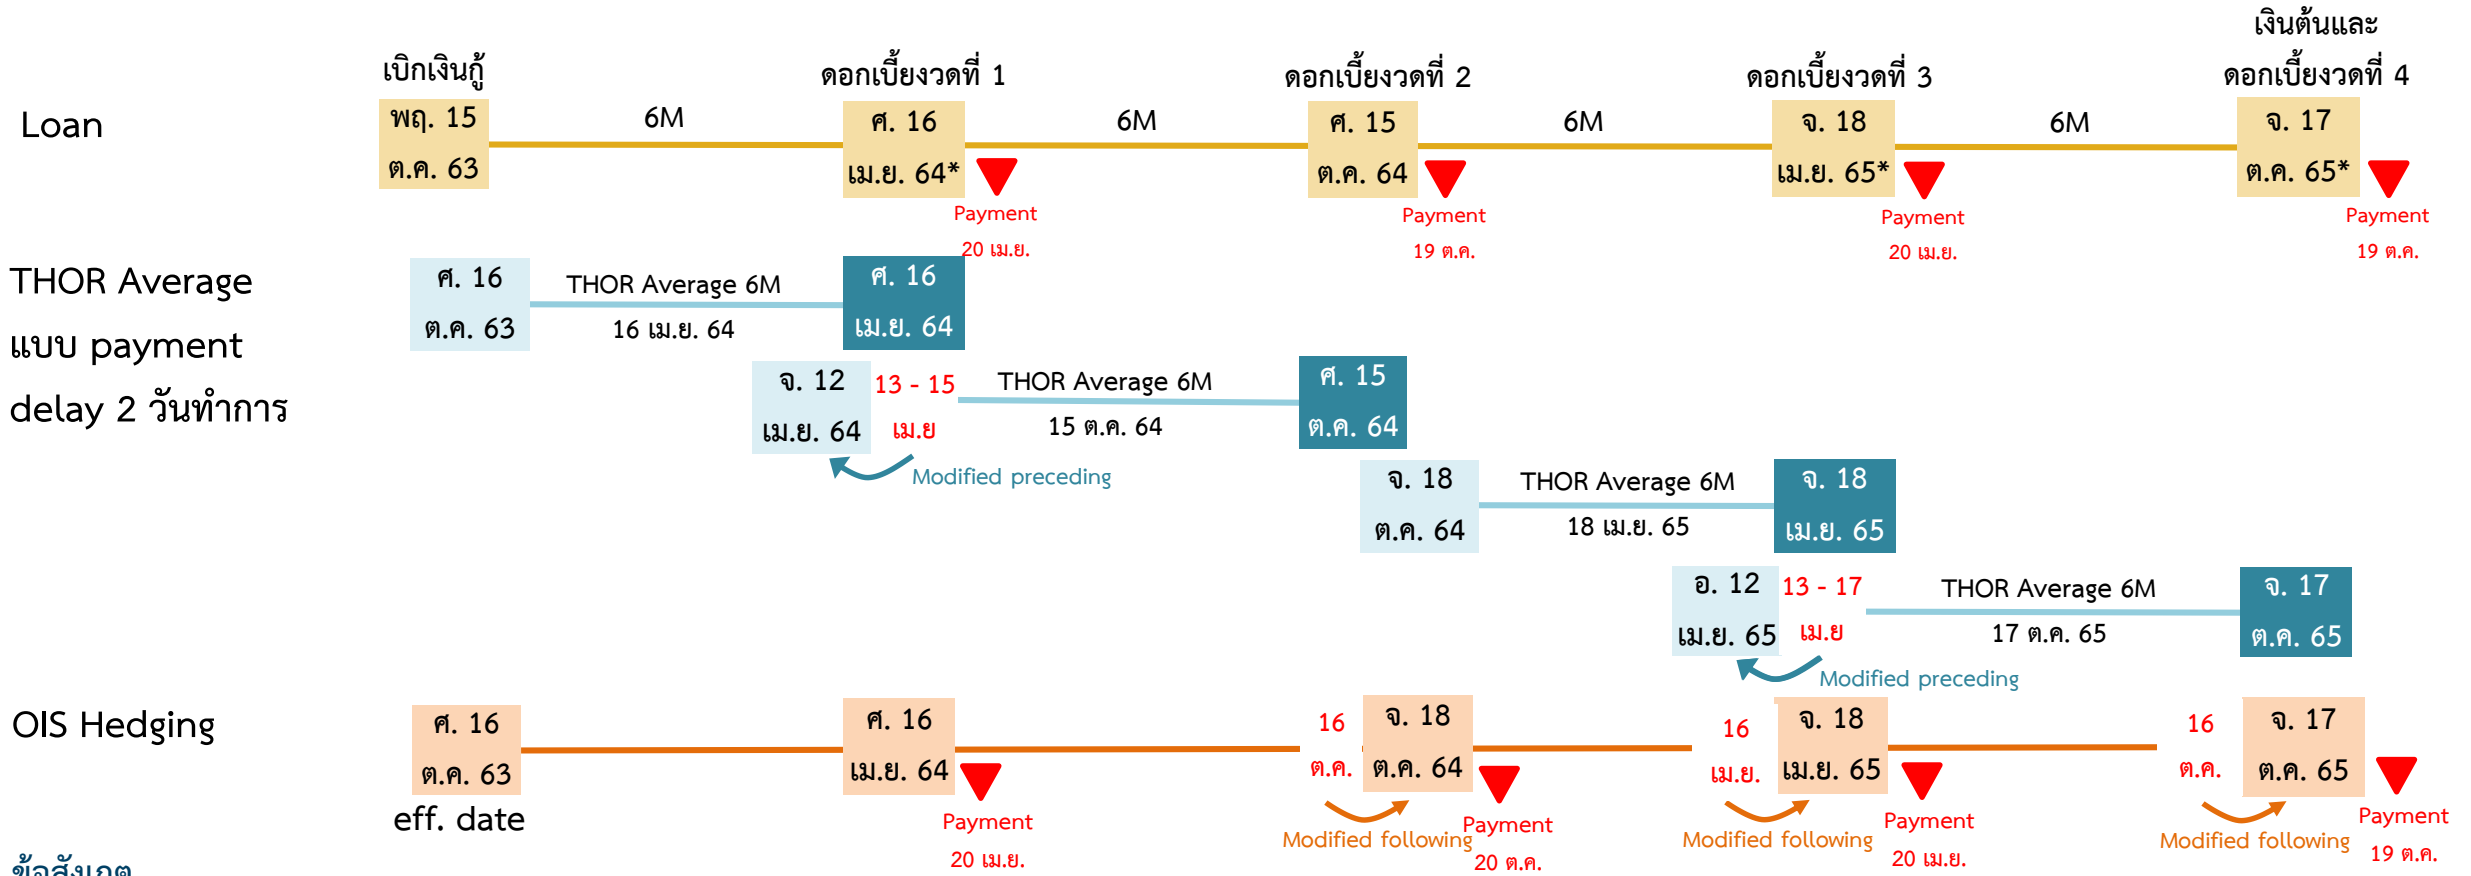 เงินต้นและ
เบิกเงินกู้ ดอกเบี้ยงวดที่ 1 ดอกเบี้ยงวดที่ 2 ดอกเบี้ยงวดที่ 3 ดอกเบี้ยงวดที่ 4
Loan พฤ. 15 6M ศ. 16 6M ศ. 15 6M จ. 18 6M จ. 17
ต.ค. 63 เม.ย. 64* ต.ค. 64 เม.ย. 65* ต.ค. 65*
Payment Payment Payment Payment
20 เม.ย. 19 ต.ค. 20 เม.ย. 19 ต.ค.
THOR Average
แบบ payment
delay 2 วันทำการ
ศ. 16 THOR Average 6M ศ. 16
ต.ค. 63 16 เม.ย. 64 เม.ย. 64
จ. 12 13 - 15 THOR Average 6M ศ. 15
เม.ย. 64 เม.ย 15 ต.ค. 64 ต.ค. 64
Modified preceding
จ. 18 THOR Average 6M จ. 18
ต.ค. 64 18 เม.ย. 65 เม.ย. 65
อ. 12 13 - 17 THOR Average 6M จ. 17
เม.ย. 65 เม.ย 17 ต.ค. 65 ต.ค. 65
Modified preceding
OIS Hedging ศ. 16 ศ. 16 16 จ. 18 16 จ. 18 16 จ. 17
ต.ค. 63 เม.ย. 64 ต.ค. ต.ค. 64 เม.ย. เม.ย. 65 ต.ค. ต.ค. 65
eff. date Payment Modified following Payment Modified following Payment Modified following Payment
20 เม.ย. 20 ต.ค. 20 เม.ย. 19 ต.ค.
ข้อสังเกต